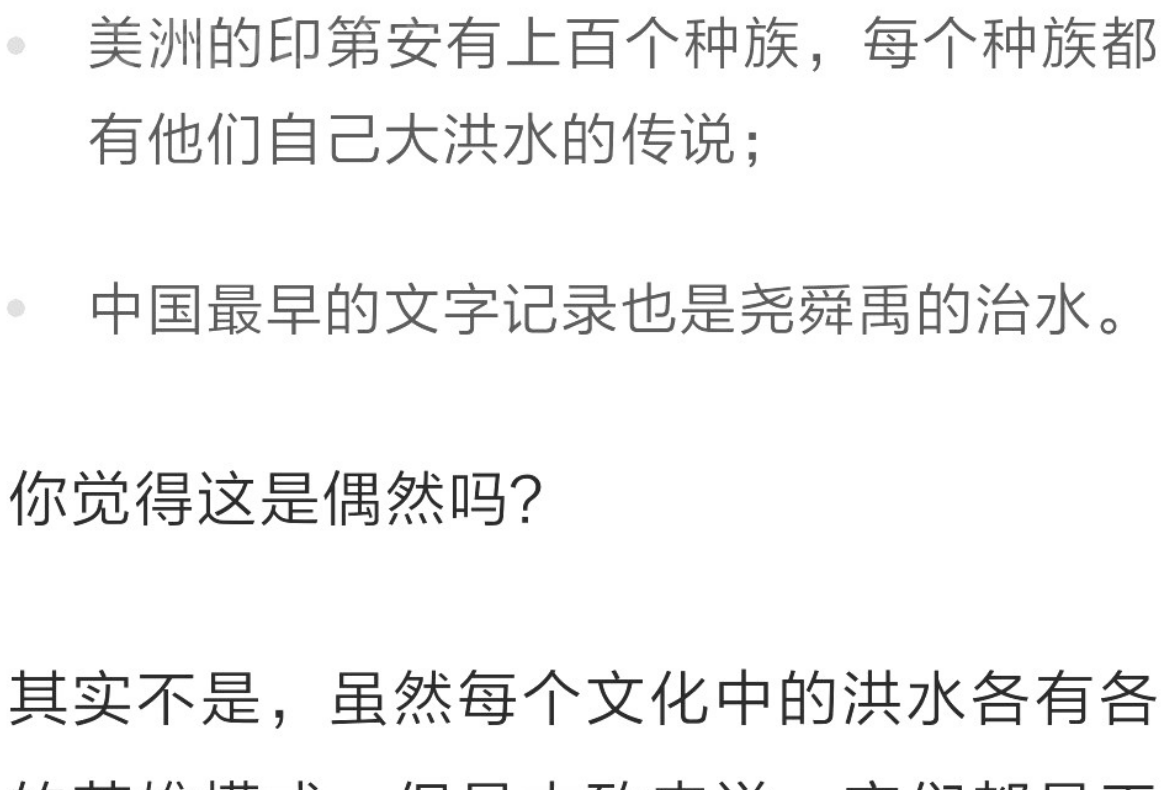 美洲的印第安有上百个种族，每个种族都
有他们自己大洪水的传说；
中国最早的文字记录也是尧舜禹的治水。
你觉得这是偶然吗？
其实不是，虽然每个文化中的洪水各有各